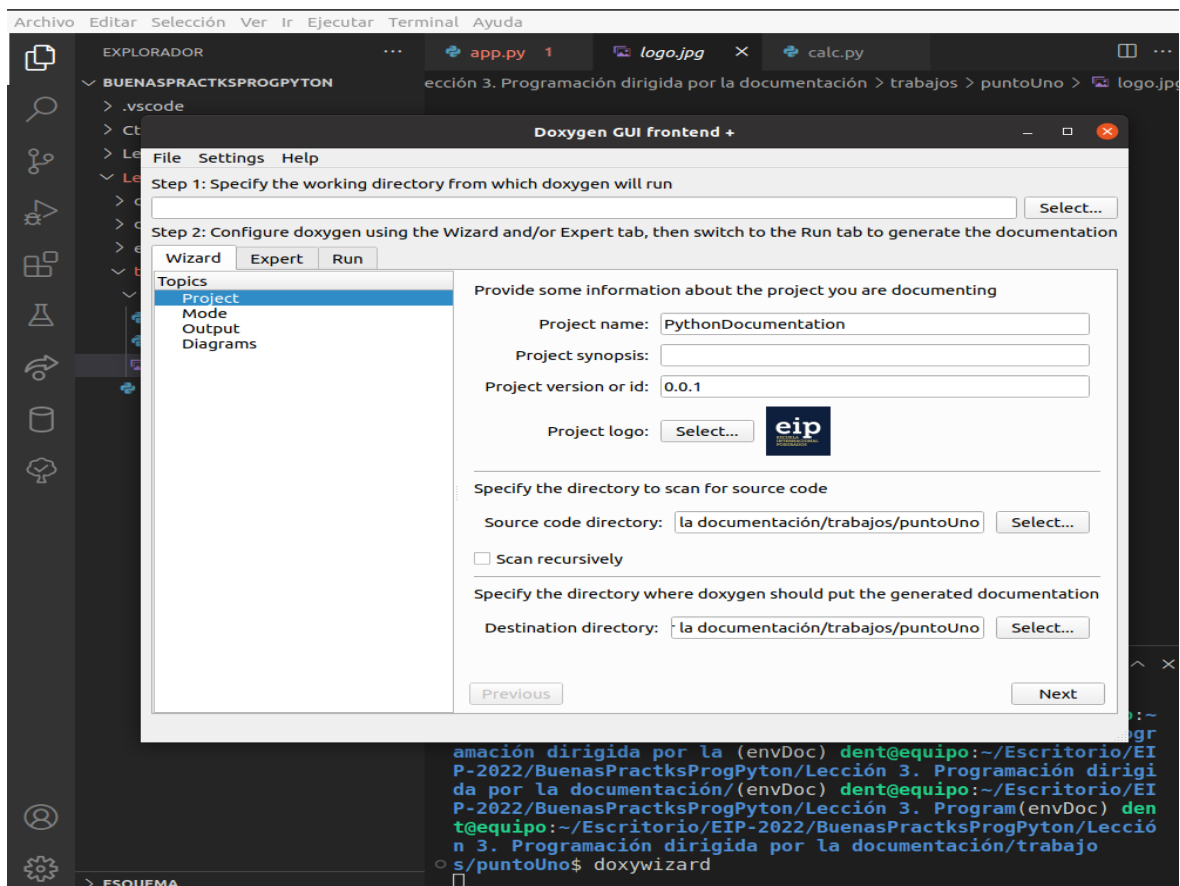 Archivo Editar Selección Ver Ir Ejecutar Terminal Ayuda
EXPLORADOR ...
app.py 1 logo.jpg calc.py ...
BUENASPRACTKSPROGPYTON
ección 3. Programación dirigida por la documentación > trabajos > puntoUno > logo.jpg
> .vscode
> Ct
> Le
Le
Doxygen GUI frontend +
File Settings Help
Step 1: Specify the working directory from which doxygen will run
Select...
Step 2: Configure doxygen using the Wizard and/or Expert tab, then switch to the Run tab to generate the documentation
Wizard Expert Run
Topics
Project
Mode
Output
Diagrams
Provide some information about the project you are documenting
Project name: PythonDocumentation
Project synopsis:
Project version or id: 0.0.1
Project logo: Select...
eip
ESCUELA
INTERNACIONAL
POSGRADOS
Specify the directory to scan for source code
Source code directory: la documentación/trabajos/puntoUno Select...
Scan recursively
Specify the directory where doxygen should put the generated documentation
Destination directory: la documentación/trabajos/puntoUno Select...
Previous Next
:~
ogr
amación dirigida por la (envDoc) dent@equipo:~/Escritorio/EI
P-2022/BuenasPractksProgPyton/Lección 3. Programación dirigi
da por la documentación/(envDoc) dent@equipo:~/Escritorio/EI
P-2022/BuenasPractksProgPyton/Lección 3. Program(envDoc) den
t@equipo:~/Escritorio/EIP-2022/BuenasPractksProgPyton/Lecció
n 3. Programación dirigida por la documentación/trabajo
s/puntoUno$ doxywizard
> ESQUEMA